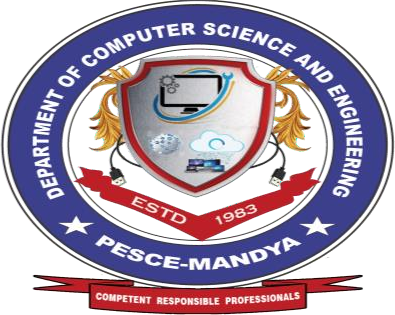 DEPARTMENT OF COMPUTER SCIENCE AND ENGINEERING
ESTD 1983
PESCE-MANDYA
COMPETENT RESPONSIBLE PROFESSIONALS